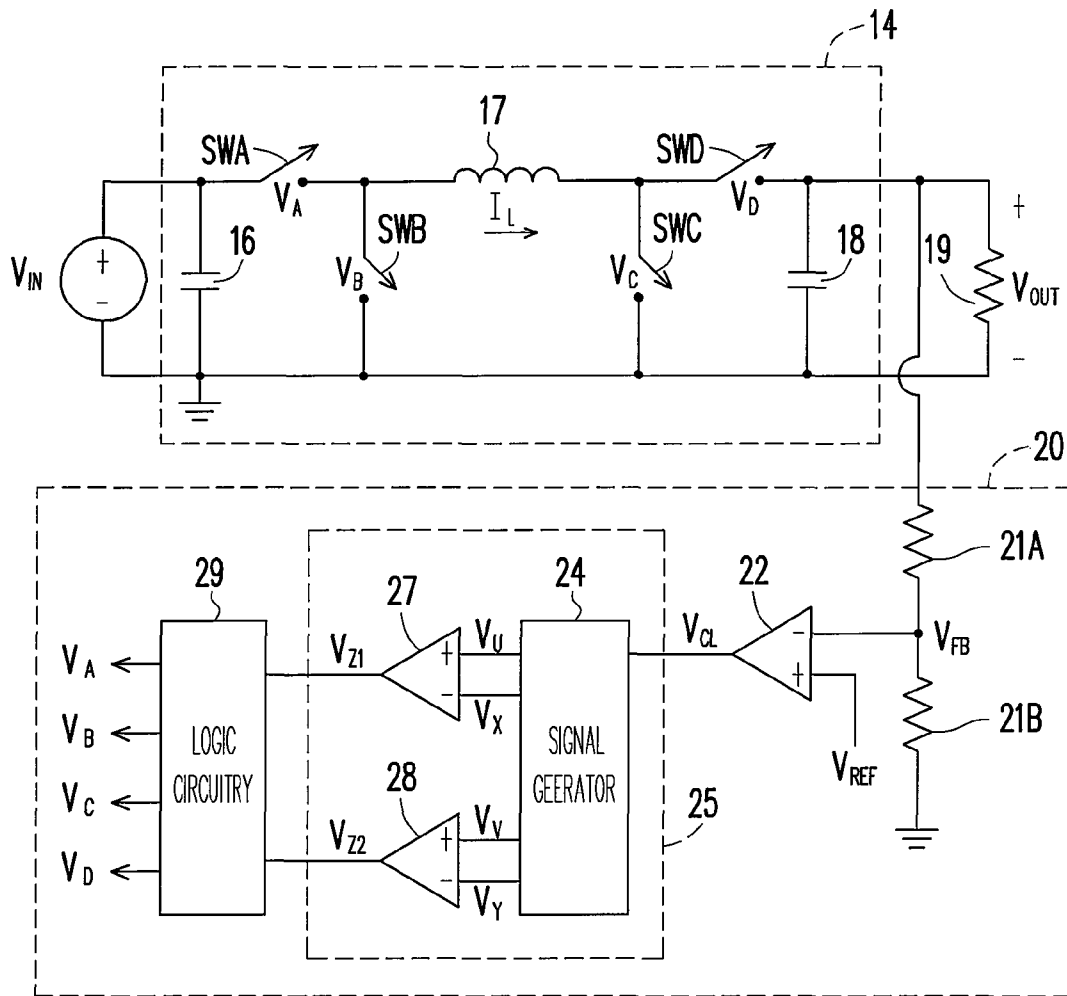 14
17
SWA
SWD
V_A
V_D
I_L
SWB
SWC
16
V_B
V_C
18
19
V_IN
+
-
+
V_OUT
-
20
21A
29
27
24
22
V_U
V_CL
-
V_FB
V_A
V_Z1
+
+
-
V_X
V_B
LOGIC
CIRCUITRY
SIGNAL
GEERATOR
21B
V_REF
28
V_C
V_Z2
V_V
25
+
V_D
-
V_Y